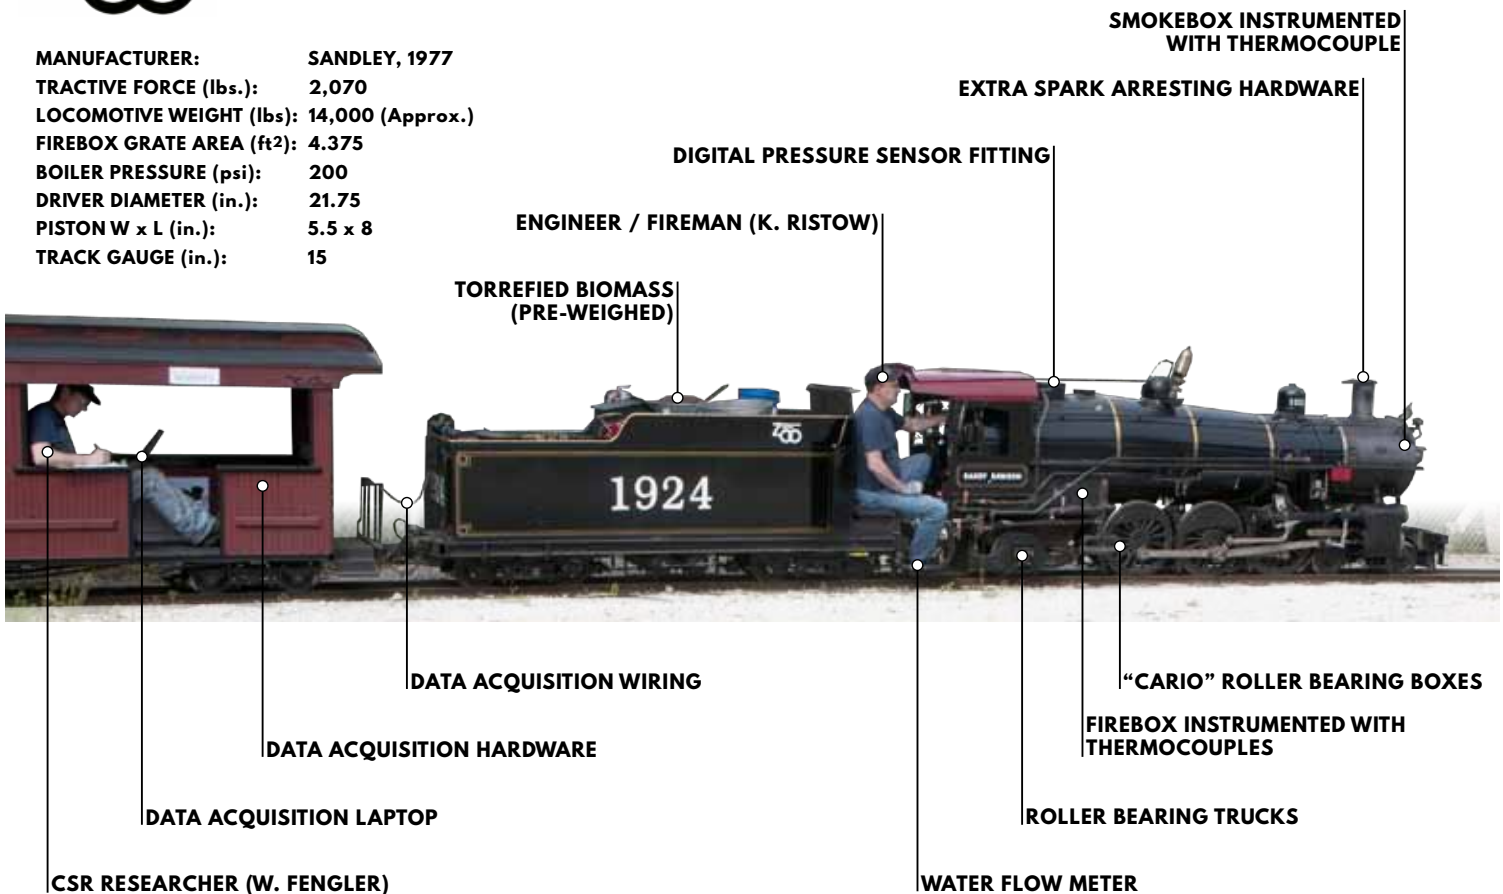 MANUFACTURER: SANDLEY, 1977
TRACTIVE FORCE (lbs.): 2,070
LOCOMOTIVE WEIGHT (lbs): 14,000 (Approx.)
FIREBOX GRATE AREA (ft²): 4.375
BOILER PRESSURE (psi): 200
DRIVER DIAMETER (in.): 21.75
PISTON W x L (in.): 5.5 x 8
TRACK GAUGE (in.): 15
SMOKEBOX INSTRUMENTED
WITH THERMOCOUPLE
EXTRA SPARK ARRESTING HARDWARE
DIGITAL PRESSURE SENSOR FITTING
ENGINEER / FIREMAN (K. RISTOW)
TORREFIED BIOMASS
(PRE-WEIGHED)
ZOO
1924
DATA ACQUISITION WIRING
DATA ACQUISITION HARDWARE
DATA ACQUISITION LAPTOP
CSR RESEARCHER (W. FENGLER)
"CARIO" ROLLER BEARING BOXES
FIREBOX INSTRUMENTED WITH
THERMOCOUPLES
ROLLER BEARING TRUCKS
WATER FLOW METER